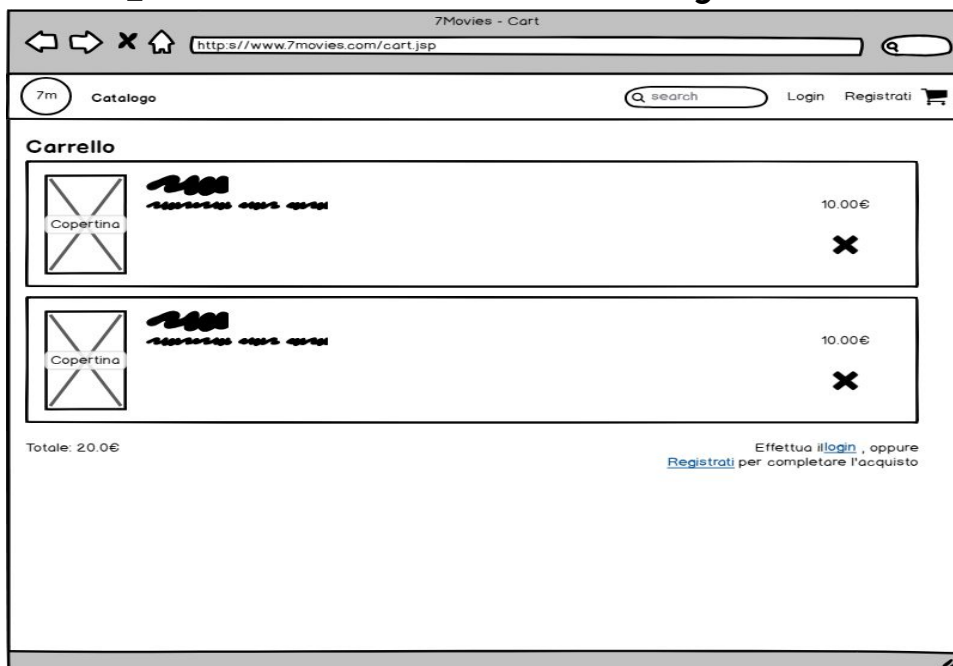 7Movies - Cart
http:s//www.7movies.com/cart.jsp
7m Catalogo search Login Registrati
Carrello
Copertina
10.00€
Copertina
10.00€
Totale: 20.0€
Effettua illogin , oppure
Registrati per completare l'acquisto